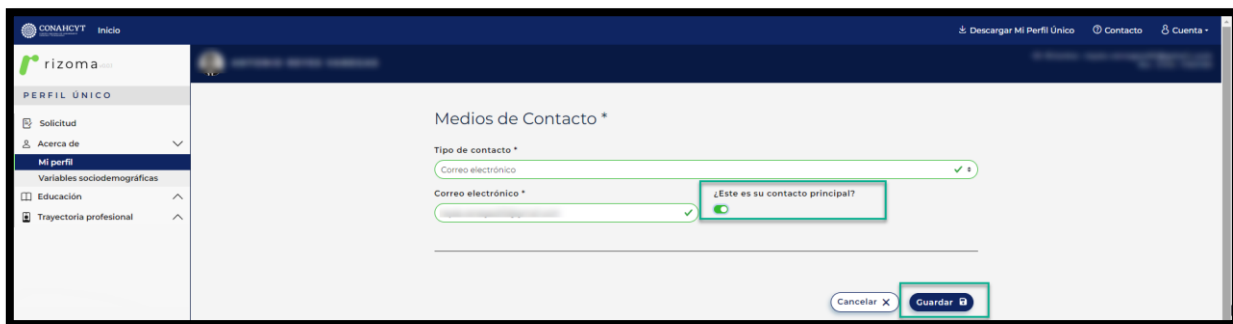 CONAHCYT Inicio Descargar Mi Perfil Único Contacto Cuenta
rizoma
PERFIL ÚNICO
Solicitud
Acerca de
Mi perfil
Variables sociodemográficas
Educación
Trayectoria profesional
Medios de Contacto *
Tipo de contacto *
Correo electrónico
Correo electrónico * ¿Este es su contacto principal?
Cancelar X Guardar